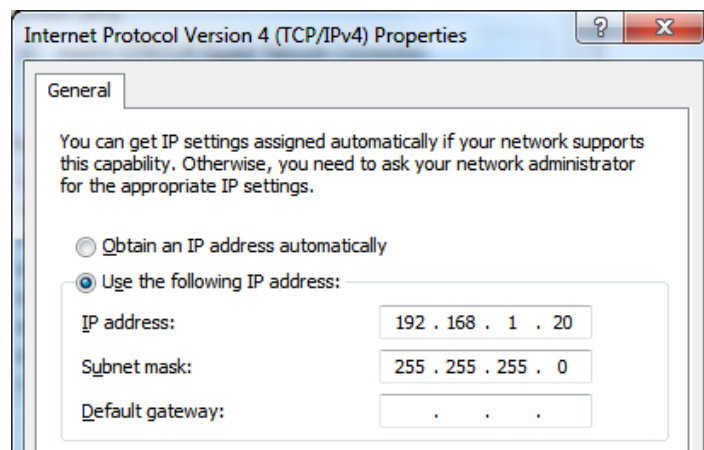 Internet Protocol Version 4 (TCP/IPv4) Properties
General
You can get IP settings assigned automatically if your network supports
this capability. Otherwise, you need to ask your network administrator
for the appropriate IP settings.
Obtain an IP address automatically
Use the following IP address:
IP address: 192 . 168 . 1 . 20
Subnet mask: 255 . 255 . 255 . 0
Default gateway: . . .